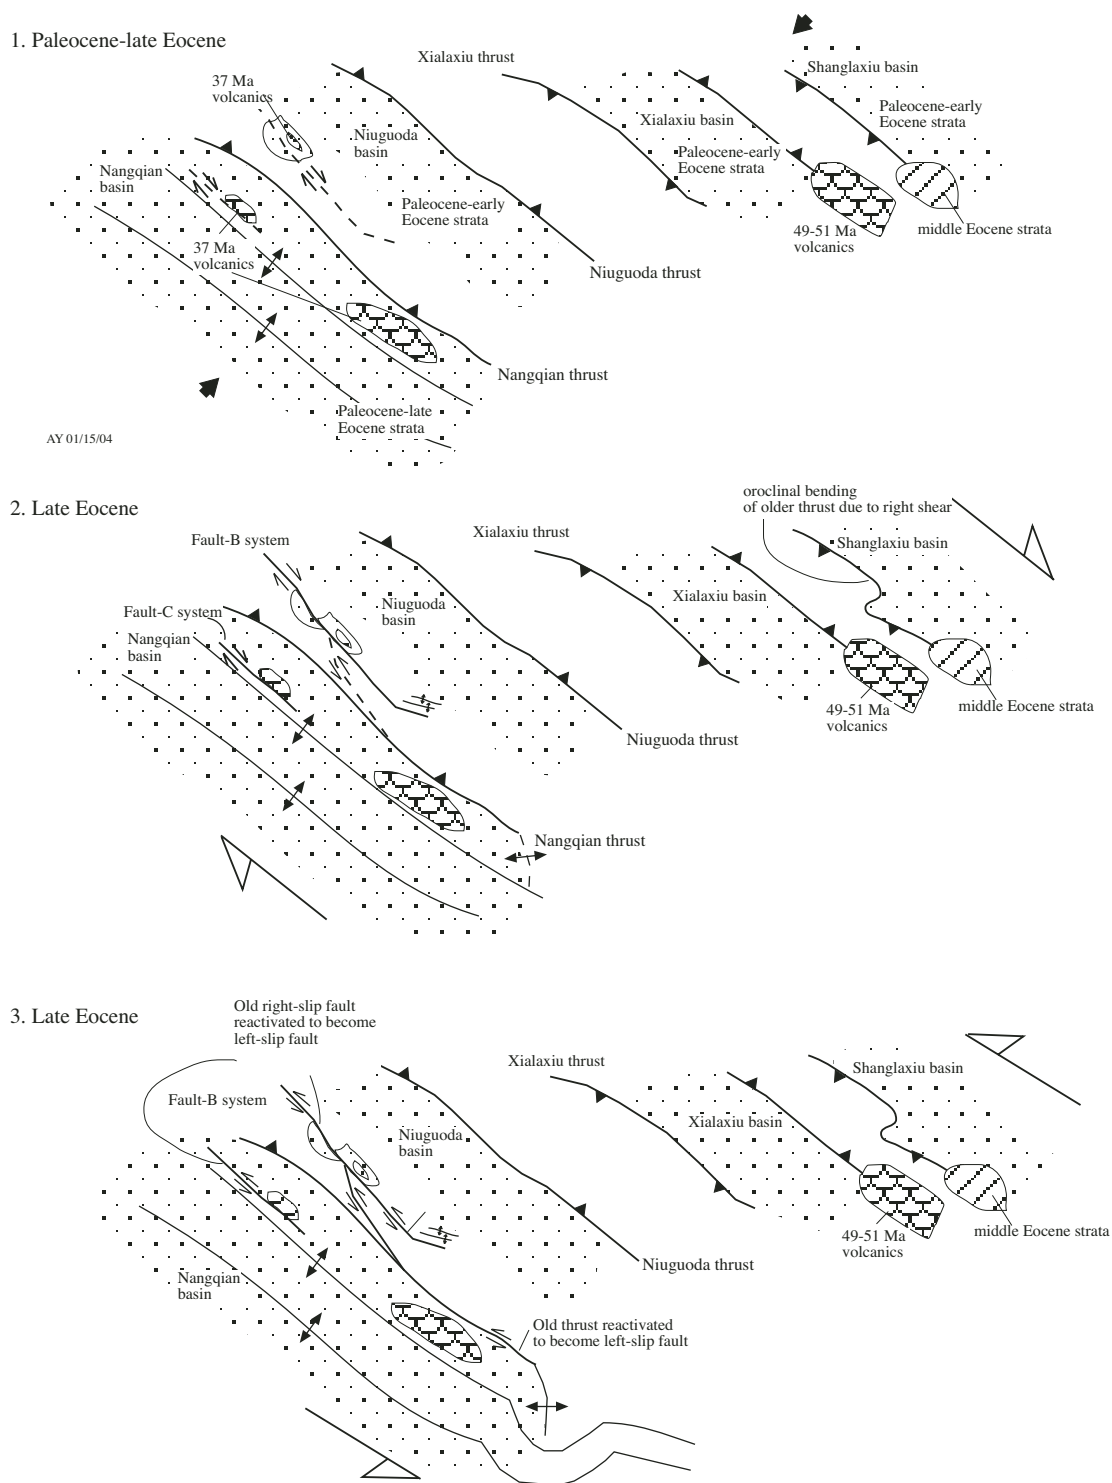 1. Paleocene-late Eocene
37 Ma
volcanics
Xialaxiu thrust
Shanglaxiu basin
Niuguoda
basin
Xialaxiu basin
Paleocene-early
Eocene strata
Nangqian
basin
Paleocene-early
Eocene strata
Paleocene-early
Eocene strata
37 Ma
volcanics
49-51 Ma
volcanics
middle Eocene strata
Niuguoda thrust
Nangqian thrust
Paleocene-late
Eocene strata
AY 01/15/04
2. Late Eocene
oroclinal bending
of older thrust due to right shear
Fault-B system
Xialaxiu thrust
Shanglaxiu basin
Fault-C system
Niuguoda
basin
Xialaxiu basin
Nangqian
basin
49-51 Ma
volcanics
middle Eocene strata
Niuguoda thrust
Nangqian thrust
3. Late Eocene
Old right-slip fault
reactivated to become
left-slip fault
Xialaxiu thrust
Shanglaxiu basin
Fault-B system
Niuguoda
basin
Xialaxiu basin
49-51 Ma
volcanics
middle Eocene strata
Nangqian
basin
Niuguoda thrust
Old thrust reactivated
to become left-slip fault